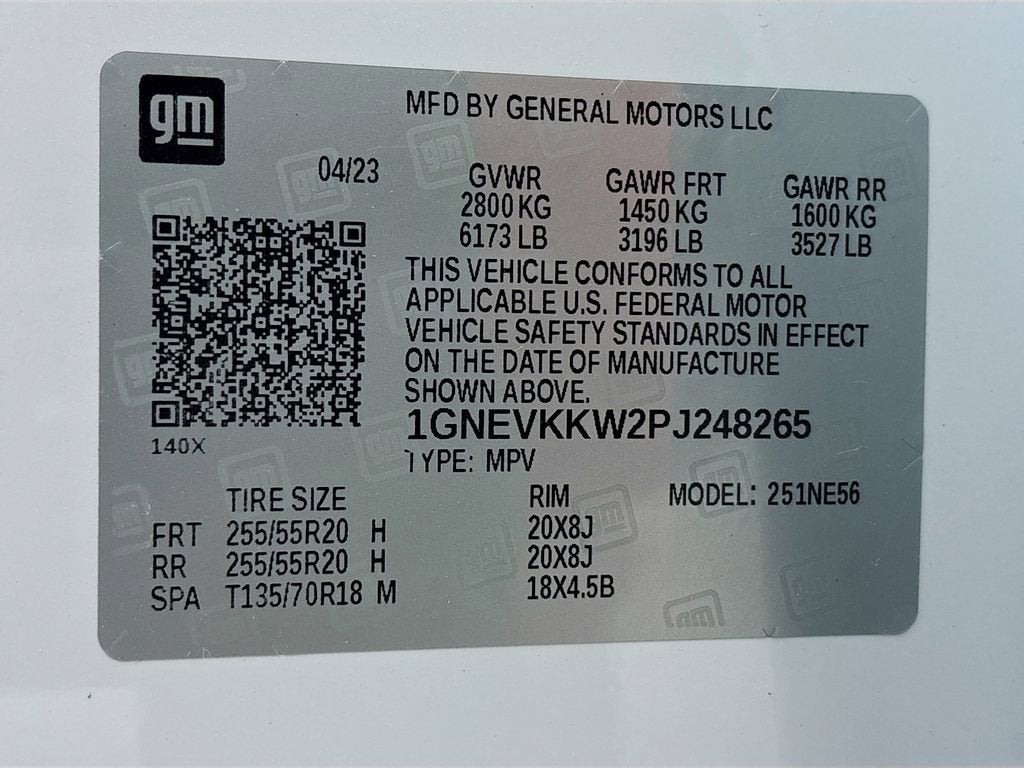 gm
MFD BY GENERAL MOTORS LLC
04/23
GVWR GAWR FRT GAWR RR
2800 KG 1450 KG 1600 KG
6173 LB 3196 LB 3527 LB
THIS VEHICLE CONFORMS TO ALL
APPLICABLE U.S. FEDERAL MOTOR
VEHICLE SAFETY STANDARDS IN EFFECT
ON THE DATE OF MANUFACTURE
SHOWN ABOVE.
1GNEVKKW2PJ248265
140X
TYPE: MPV
TIRE SIZE RIM MODEL: 251NE56
FRT 255/55R20 H 20X8J
RR 255/55R20 H 20X8J
SPA T135/70R18 M 18X4.5B